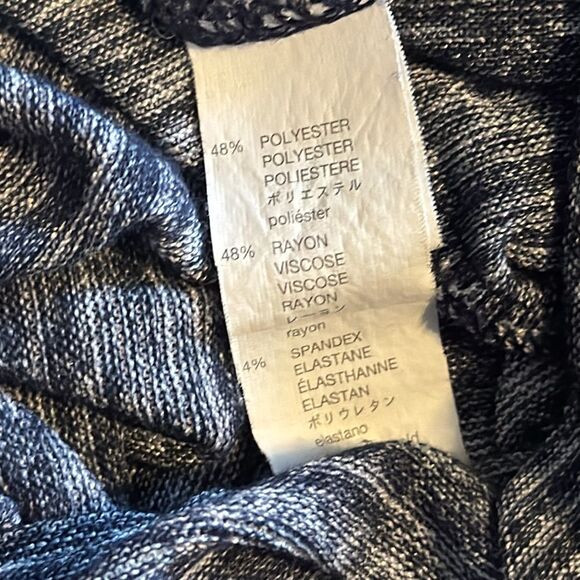 48% POLYESTER
POLYESTER
POLIESTERE
ポリエステル
poliéster
48% RAYON
VISCOSE
VISCOSE
RAYON
レーヨン
rayon
4% SPANDEX
ELASTANE
ÉLASTHANNE
ELASTAN
ポリウレタン
elastano